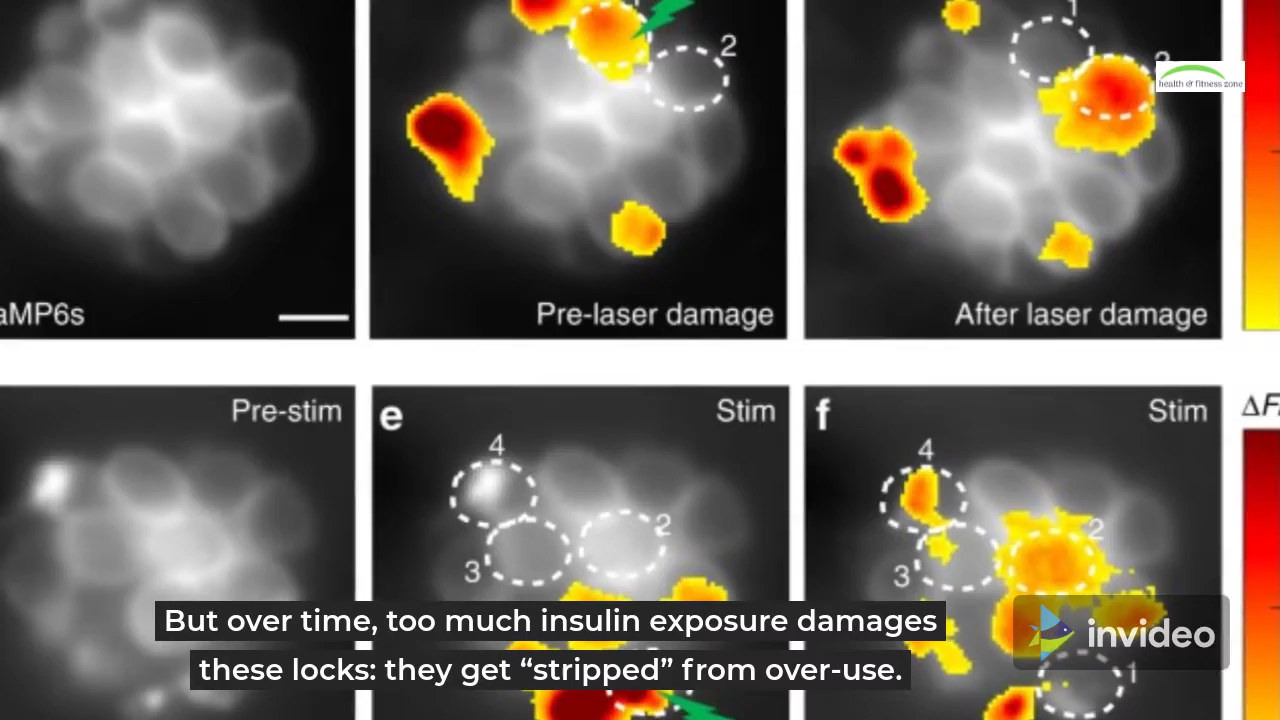 1
2
1
2
health & fitness zone
aMP6s
Pre-laser damage
After laser damage
Pre-stim
e
Stim
f
Stim
ΔF
4
2
3
4
2
3
1
But over time, too much insulin exposure damages
these locks: they get “stripped” from over-use.
invideo